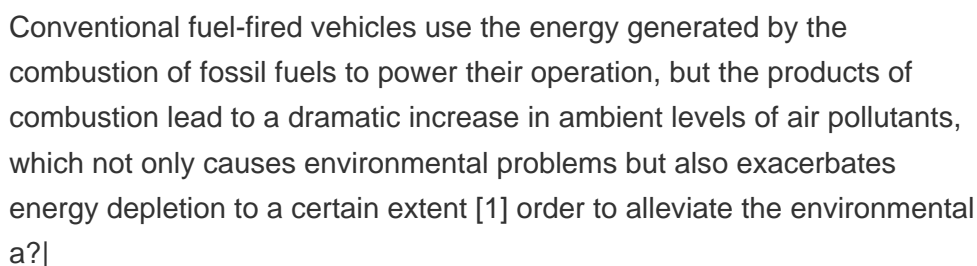 Conventional fuel-fired vehicles use the energy generated by the
combustion of fossil fuels to power their operation, but the products of
combustion lead to a dramatic increase in ambient levels of air pollutants,
which not only causes environmental problems but also exacerbates
energy depletion to a certain extent [1] order to alleviate the environmental
a?|